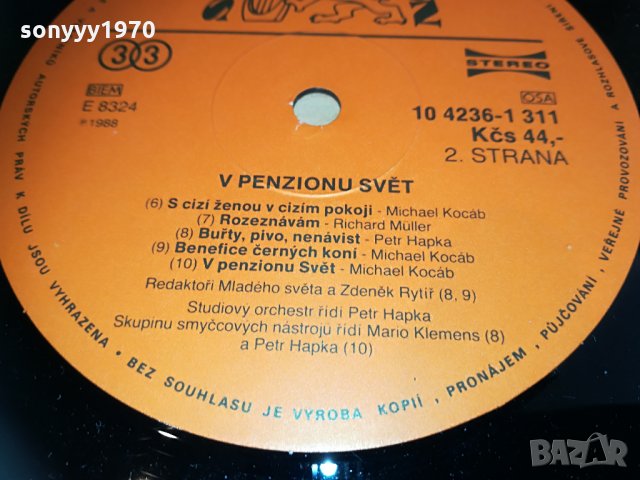 sonyyy1970
33
STEREO
BIEM
OSA
E 8324
℗1988
10 4236-1 311
Kčs 44,-
2. STRANA
V PENZIONU SVĚT
(6) S cizí ženou v cizím pokoji - Michael Kocáb
(7) Rozeznávám - Richard Müller
(8) Buřty, pivo, nenávist - Petr Hapka
(9) Benefice černých koní - Michael Kocáb
(10) V penzionu Svět - Michael Kocáb
Redaktoři Mladého světa a Zdeněk Rytíř (8, 9)
Studiový orchestr řídí Petr Hapka
Skupinu smyčcových nástroju řídí Mario Klemens (8)
a Petr Hapka (10)
AUTORSKÝCH PRÁV K DÍLU JSOU VYHRAZENA • BEZ SOUHLASU JE VÝROBA KOPIÍ, PRONÁJEM, PŮJČOVÁNÍ, VEŘEJNÉ PROVOZOVÁNÍ A ROZHLASOVÉ ŠÍŘENÍ
BAZAR
bg